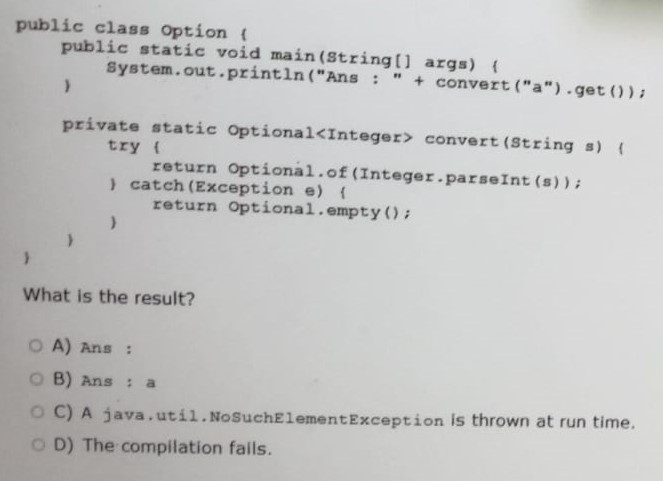 public class Option {
public static void main(String[] args) {
System.out.println("Ans : " + convert("a").get());
}
private static Optional<Integer> convert(String s) {
try {
return Optional.of(Integer.parseInt(s));
} catch(Exception e) {
return Optional.empty();
}
}
}
What is the result?
A) Ans :
B) Ans : a
C) A java.util.NoSuchElementException is thrown at run time.
D) The compilation fails.